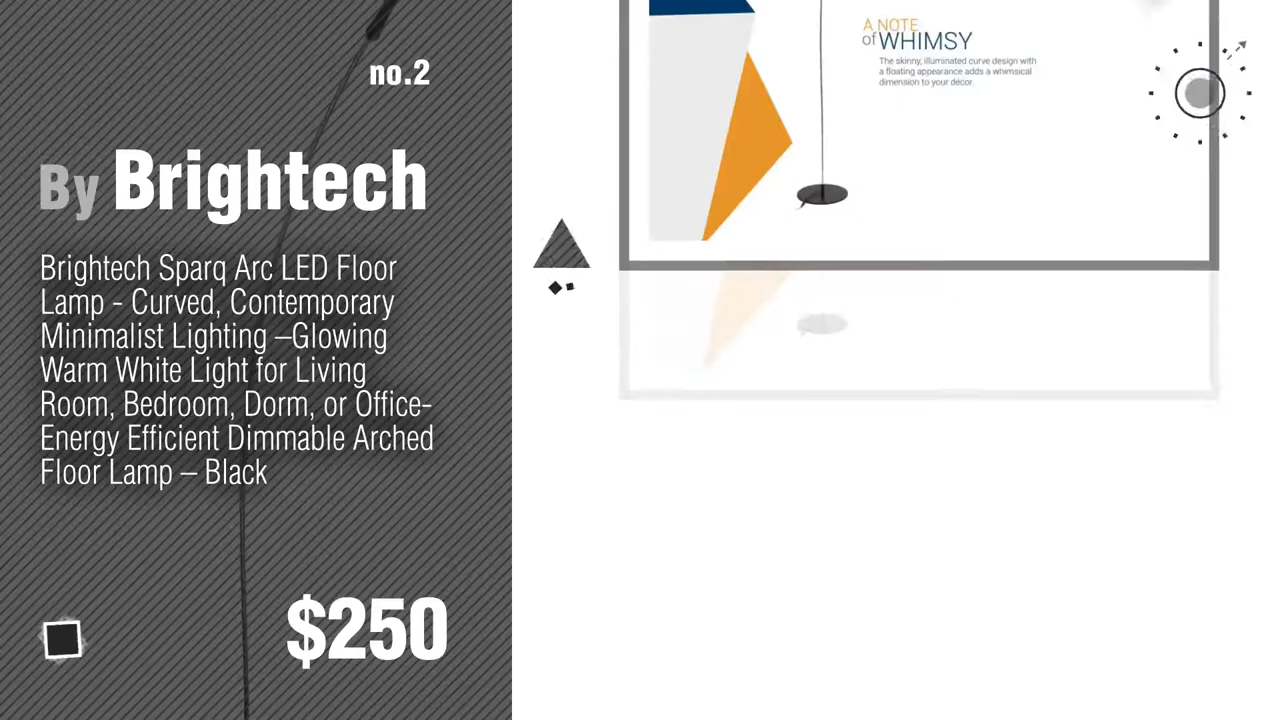 no.2
By Brightech
Brightech Sparq Arc LED Floor
Lamp - Curved, Contemporary
Minimalist Lighting –Glowing
Warm White Light for Living
Room, Bedroom, Dorm, or Office-
Energy Efficient Dimmable Arched
Floor Lamp – Black
$250
A NOTE
of WHIMSY
The skinny, illuminated curve design with
a floating appearance adds a whimsical
dimension to your décor.